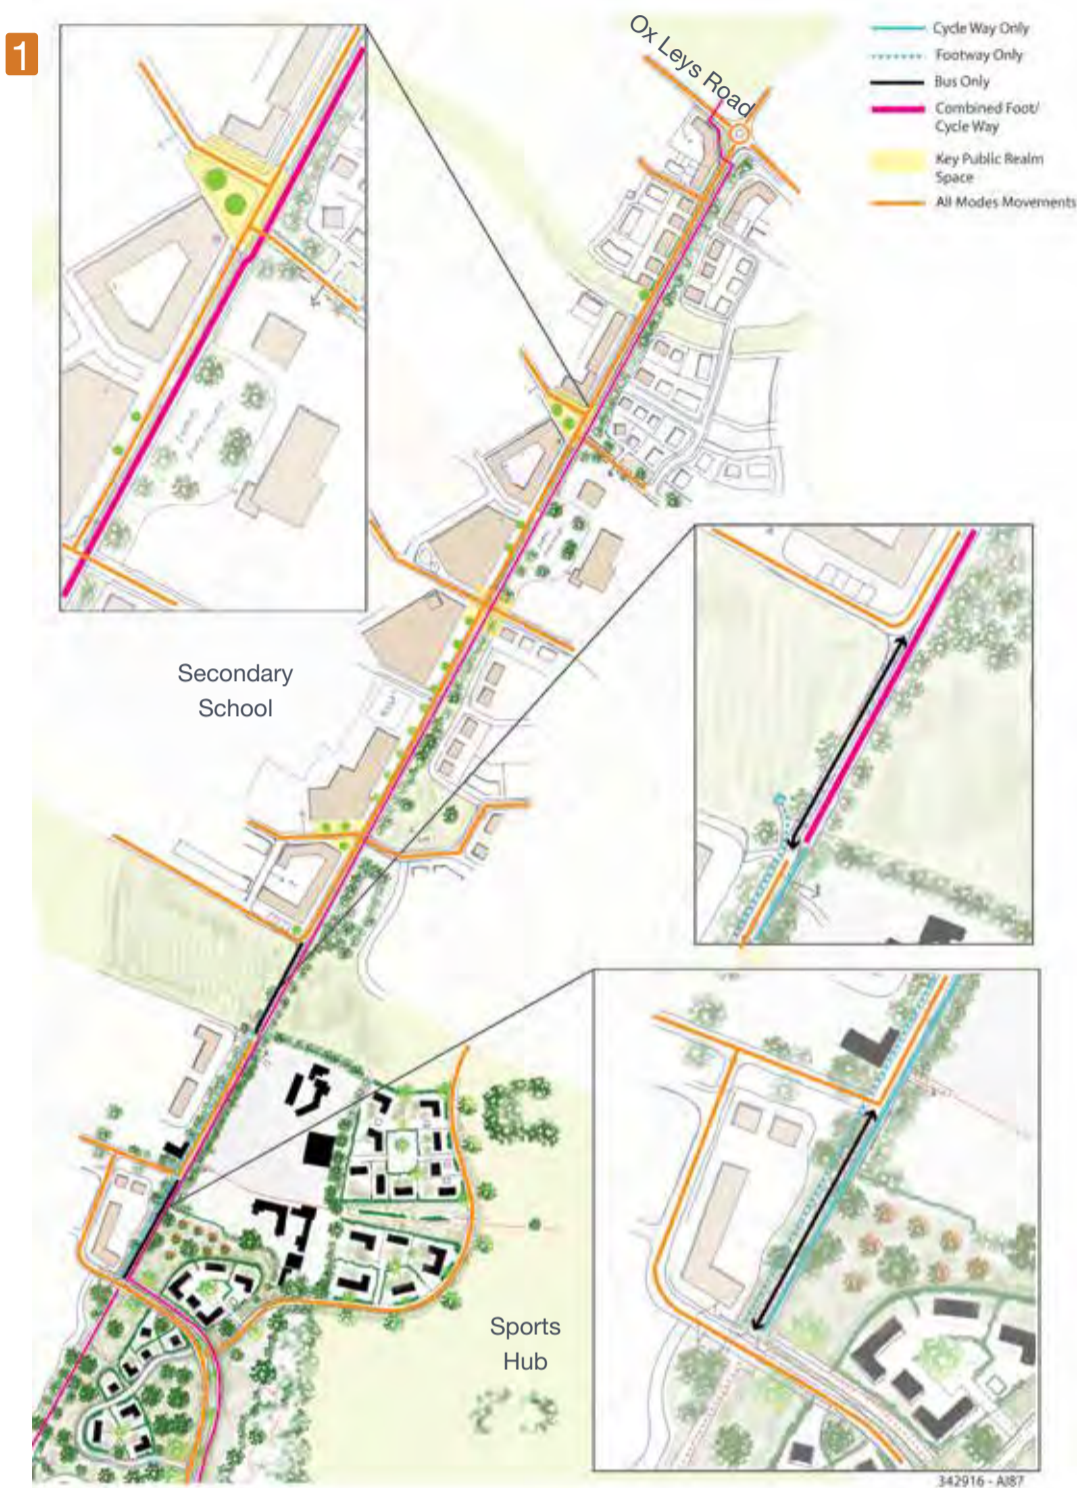 1
Ox Leys Road
Cycle Way Only
Footway Only
Bus Only
Combined Foot/
Cycle Way
Key Public Realm
Space
All Modes Movements
Secondary
School
Sports
Hub
342916 - AI87